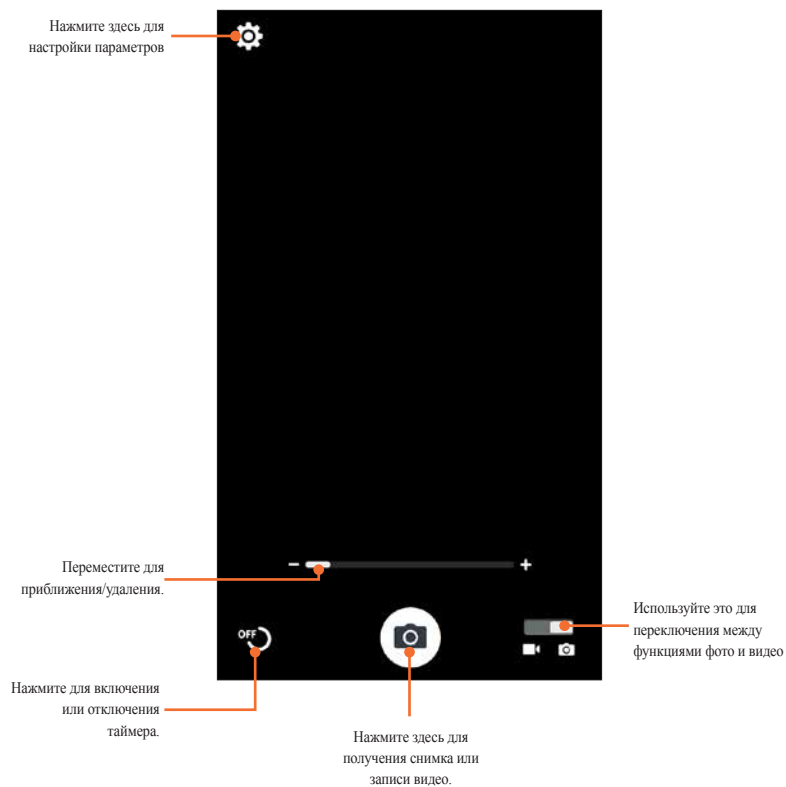 Нажмите здесь для
настройки параметров
Переместите для
приближения/удаления.
OFF
Используйте это для
переключения между
функциями фото и видео
Нажмите для включения
или отключения
таймера.
Нажмите здесь для
получения снимка или
записи видео.